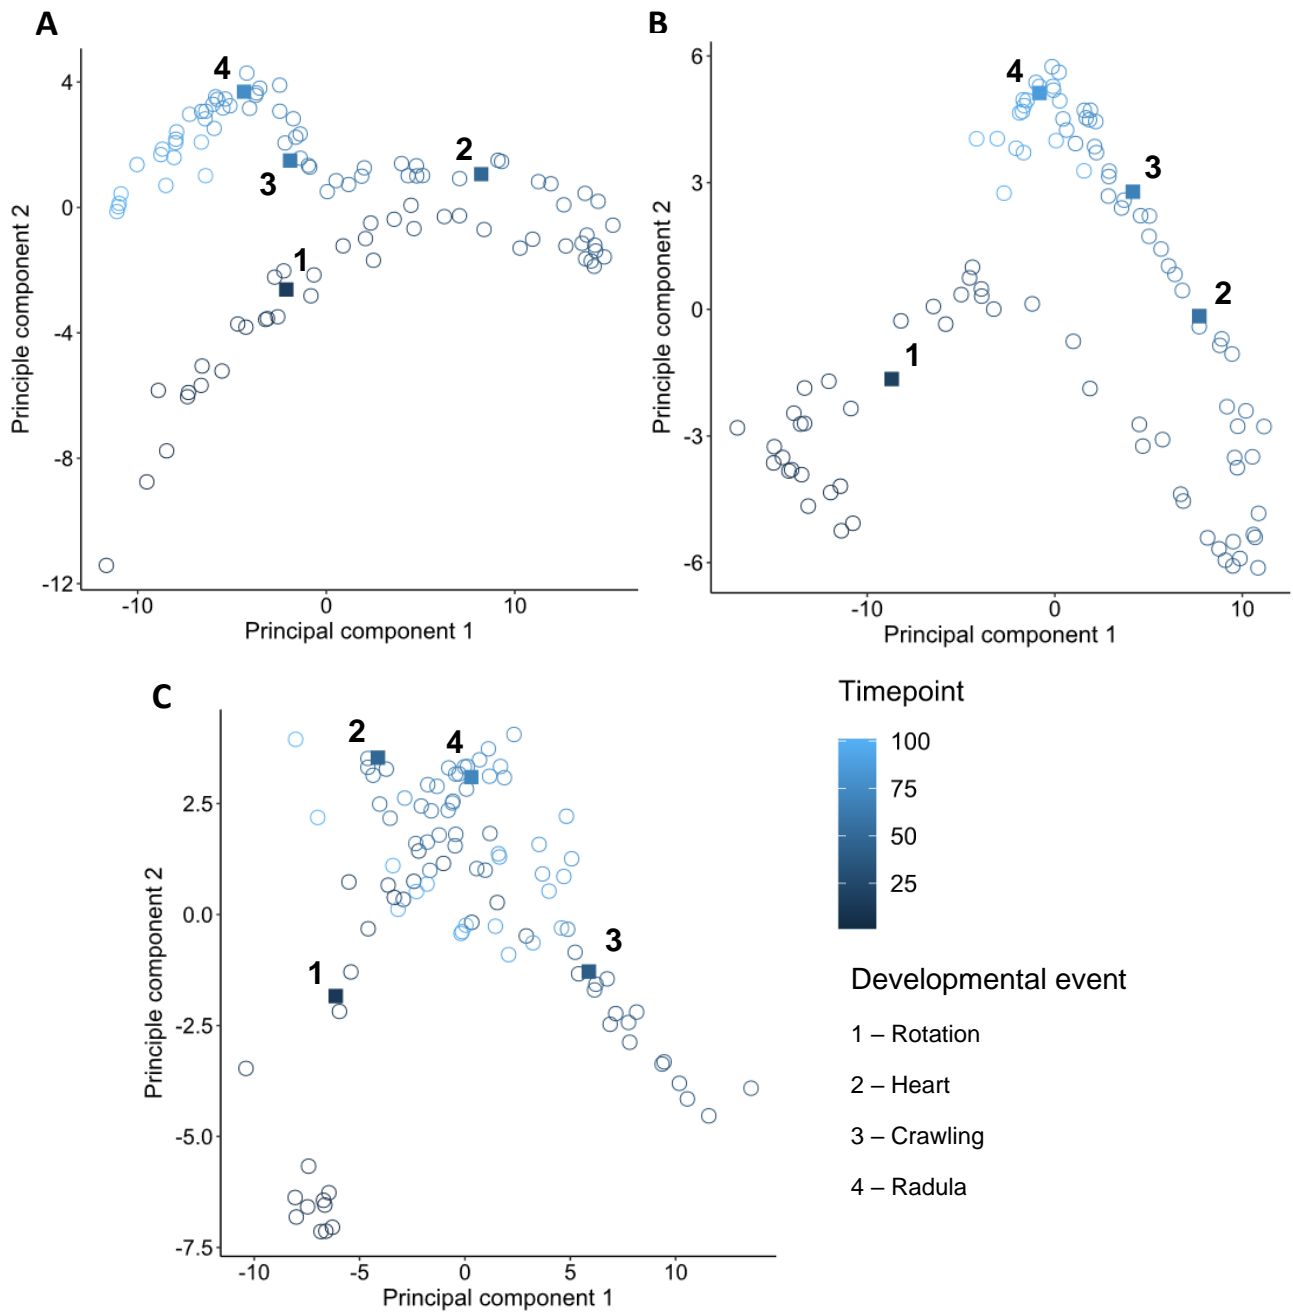 A
4
0
-4
-8
-12
-10
0
10
Principle component 2
Principal component 1
4
3
2
1
B
6
3
0
-3
-6
-10
0
10
Principle component 2
Principal component 1
4
3
2
1
C
2.5
0.0
-2.5
-5.0
-7.5
-10
-5
0
5
10
Principle component 2
Principal component 1
2
4
1
3
Timepoint
100
75
50
25
Developmental event
1 – Rotation
2 – Heart
3 – Crawling
4 – Radula